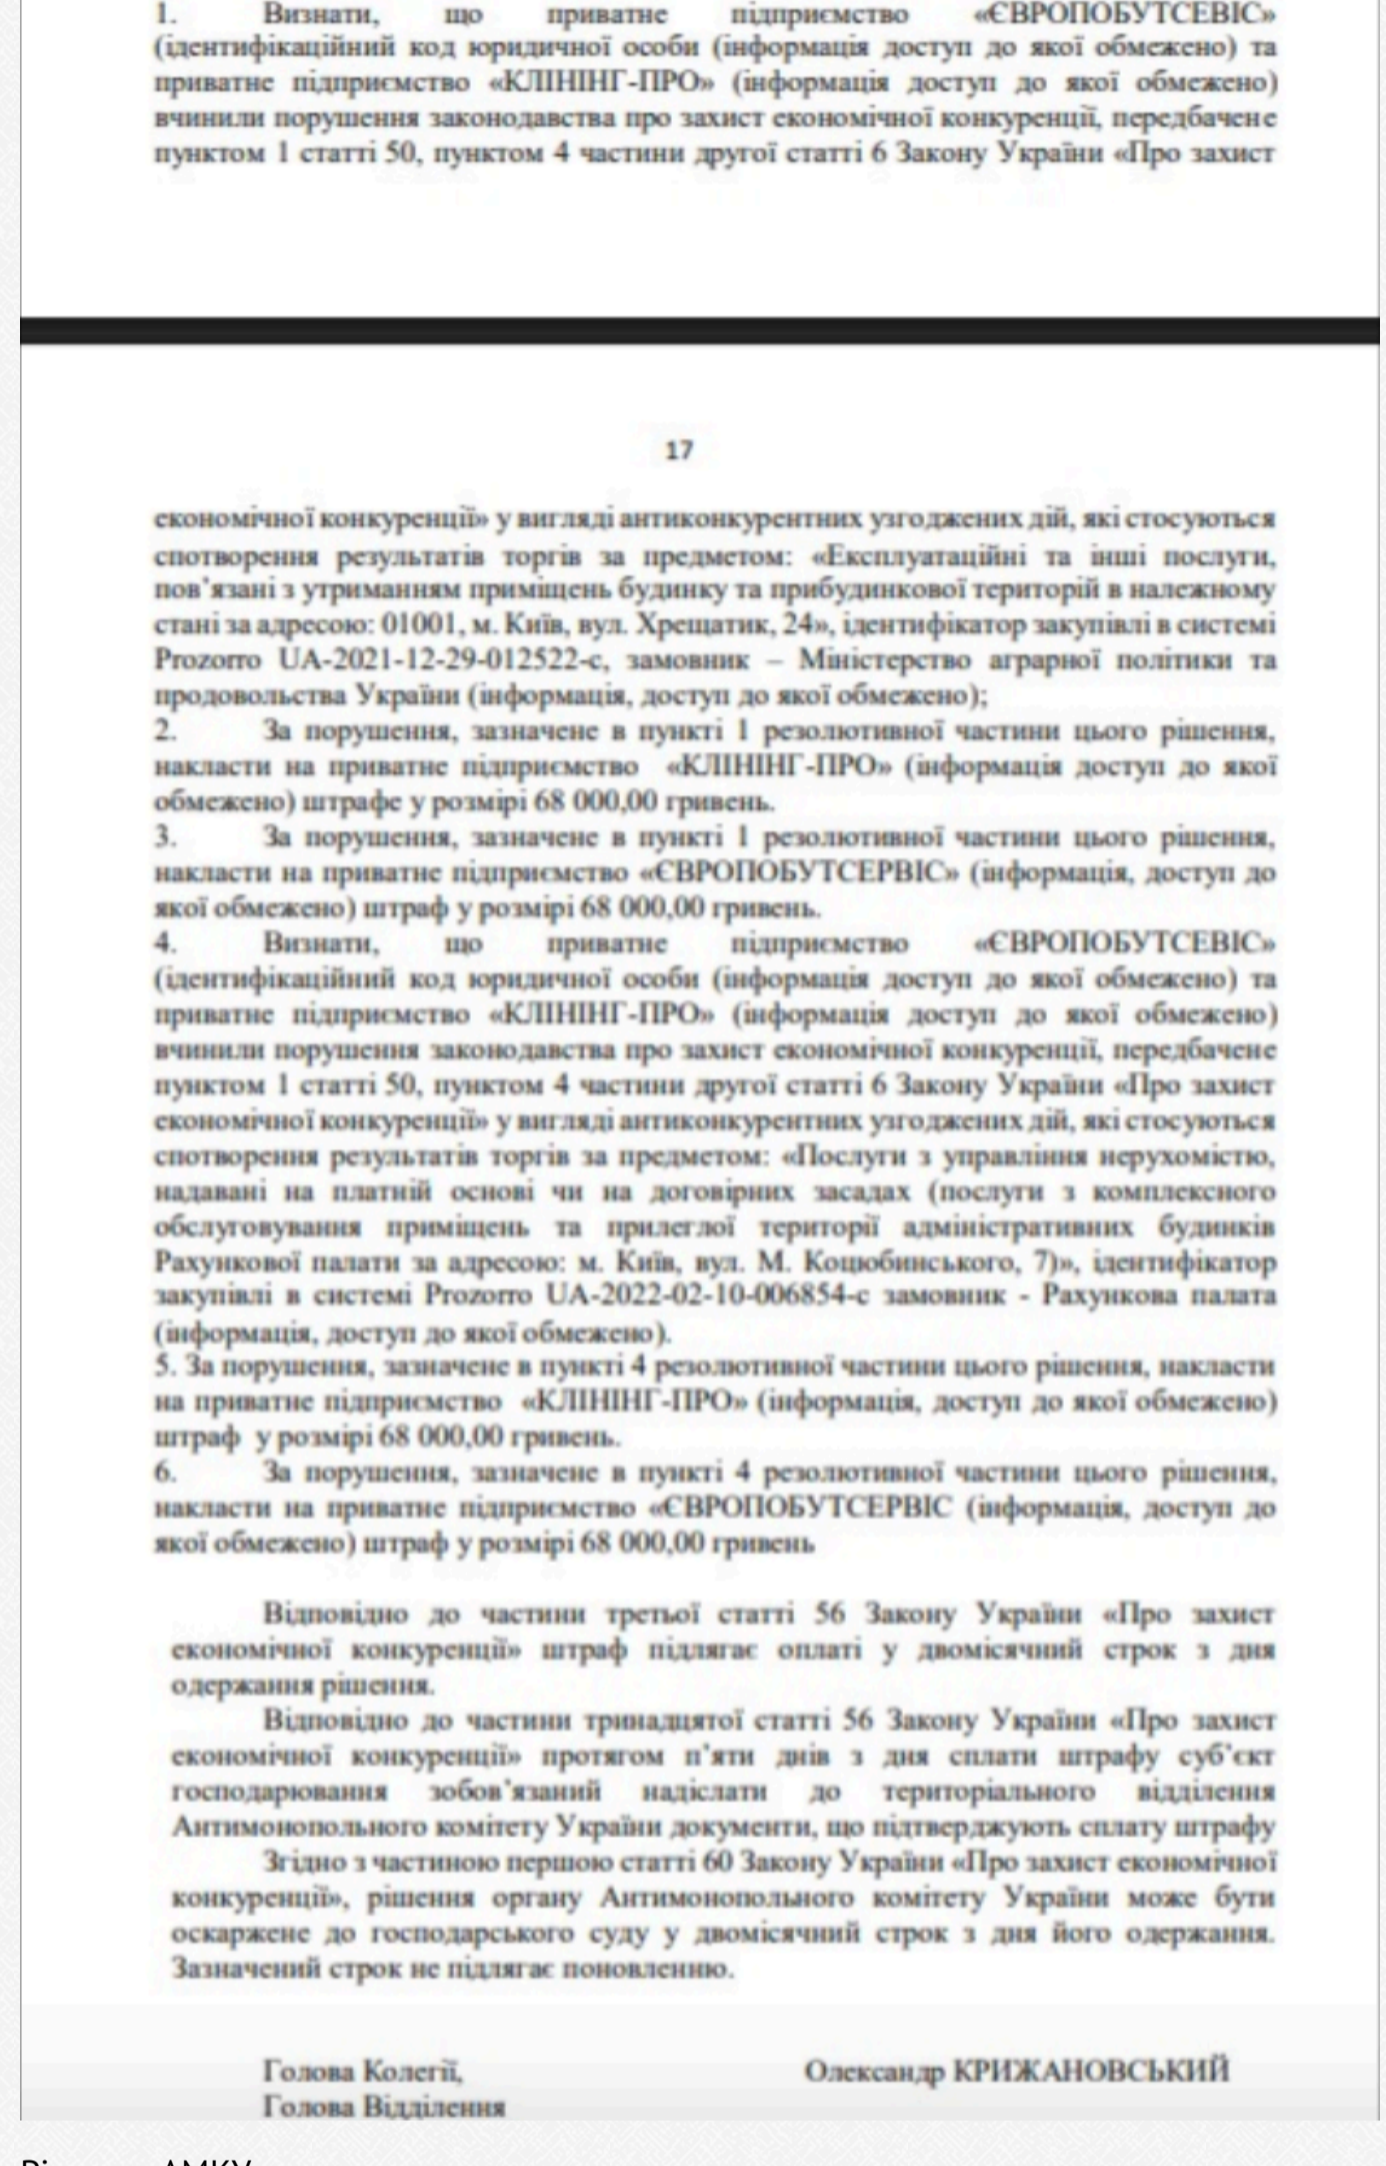 1. Визнати, що приватне підприємство «ЄВРОПОБУТСЕВІС»
(ідентифікаційний код юридичної особи (інформація доступ до якої обмежено) та
приватне підприємство «КЛІНІНГ-ПРО» (інформація доступ до якої обмежено)
вчинили порушення законодавства про захист економічної конкуренції, передбачене
пунктом 1 статті 50, пунктом 4 частини другої статті 6 Закону України «Про захист
17
економічної конкуренції» у вигляді антиконкурентних узгоджених дій, які стосуються
спотворення результатів торгів за предметом: «Експлуатаційні та інші послуги,
пов’язані з утриманням приміщень будинку та прибудинкової територій в належному
стані за адресою: 01001, м. Київ, вул. Хрещатик, 24», ідентифікатор закупівлі в системі
Prozorro UA-2021-12-29-012522-c, замовник – Міністерство аграрної політики та
продовольства України (інформація, доступ до якої обмежено);
2. За порушення, зазначене в пункті 1 резолютивної частини цього рішення,
накласти на приватне підприємство «КЛІНІНГ-ПРО» (інформація доступ до якої
обмежено) штрафе у розмірі 68 000,00 гривень.
3. За порушення, зазначене в пункті 1 резолютивної частини цього рішення,
накласти на приватне підприємство «ЄВРОПОБУТСЕРВІС» (інформація, доступ до
якої обмежено) штраф у розмірі 68 000,00 гривень.
4. Визнати, що приватне підприємство «ЄВРОПОБУТСЕВІС»
(ідентифікаційний код юридичної особи (інформація доступ до якої обмежено) та
приватне підприємство «КЛІНІНГ-ПРО» (інформація доступ до якої обмежено)
вчинили порушення законодавства про захист економічної конкуренції, передбачене
пунктом 1 статті 50, пунктом 4 частини другої статті 6 Закону України «Про захист
економічної конкуренції» у вигляді антиконкурентних узгоджених дій, які стосуються
спотворення результатів торгів за предметом: «Послуги з управління нерухомістю,
надавані на платній основі чи на договірних засадах (послуги з комплексного
обслуговування приміщень та прилеглої території адміністративних будинків
Рахункової палати за адресою: м. Київ, вул. М. Коцюбинського, 7)», ідентифікатор
закупівлі в системі Prozorro UA-2022-02-10-006854-c замовник - Рахункова палата
(інформація, доступ до якої обмежено).
5. За порушення, зазначене в пункті 4 резолютивної частини цього рішення, накласти
на приватне підприємство «КЛІНІНГ-ПРО» (інформація, доступ до якої обмежено)
штраф у розмірі 68 000,00 гривень.
6. За порушення, зазначене в пункті 4 резолютивної частини цього рішення,
накласти на приватне підприємство «ЄВРОПОБУТСЕРВІС (інформація, доступ до
якої обмежено) штраф у розмірі 68 000,00 гривень
Відповідно до частини третьої статті 56 Закону України «Про захист
економічної конкуренції» штраф підлягає оплаті у двомісячний строк з дня
одержання рішення.
Відповідно до частини тринадцятої статті 56 Закону України «Про захист
економічної конкуренції» протягом п’яти днів з дня сплати штрафу суб’єкт
господарювання зобов’язаний надіслати до територіального відділення
Антимонопольного комітету України документи, що підтверджують сплату штрафу
Згідно з частиною першою статті 60 Закону України «Про захист економічної
конкуренції», рішення органу Антимонопольного комітету України може бути
оскаржене до господарського суду у двомісячний строк з дня його одержання.
Зазначений строк не підлягає поновленню.
Голова Колегії, Олександр КРИЖАНОВСЬКИЙ
Голова Відділення
АМКУ